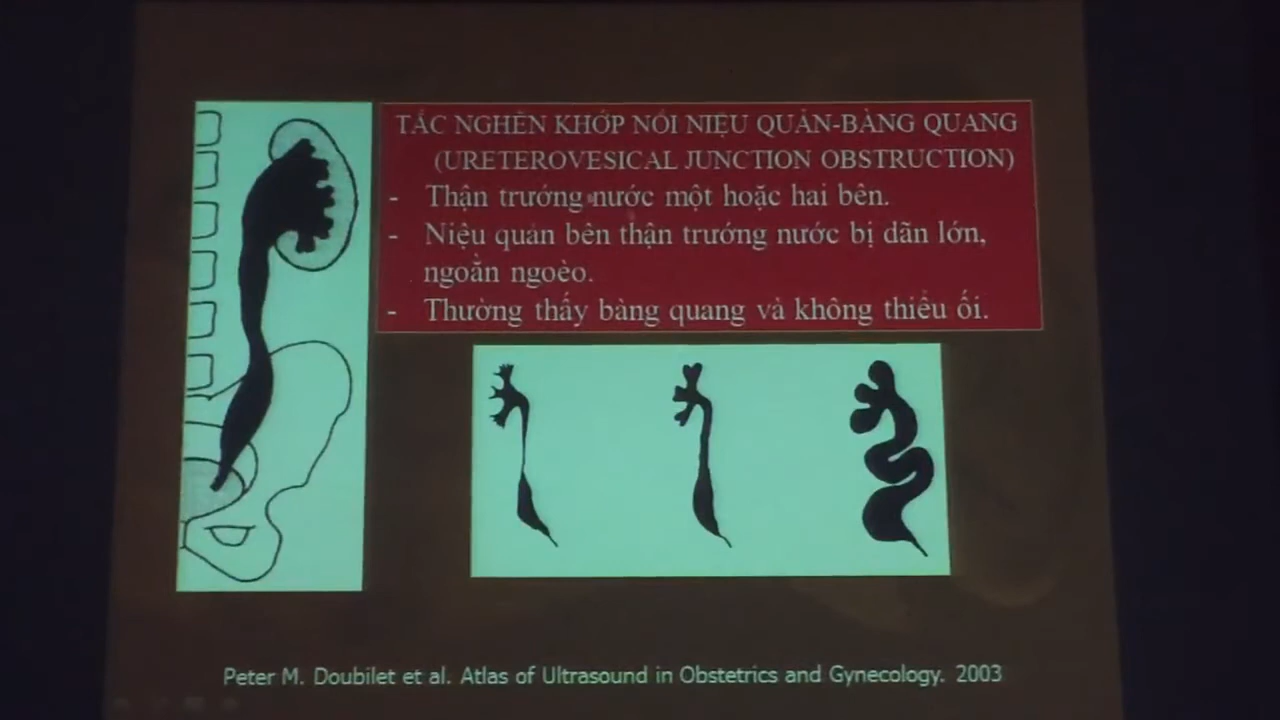 TẮC NGHẼN KHỚP NỐI NIỆU QUẢN-BÀNG QUANG
(URETEROVESICAL JUNCTION OBSTRUCTION)
- Thận trướng nước một hoặc hai bên.
- Niệu quản bên thận trướng nước bị dãn lớn,
ngoằn ngoèo.
- Thường thấy bàng quang và không thiểu ối.
Peter M. Doubilet et al. Atlas of Ultrasound in Obstetrics and Gynecology. 2003